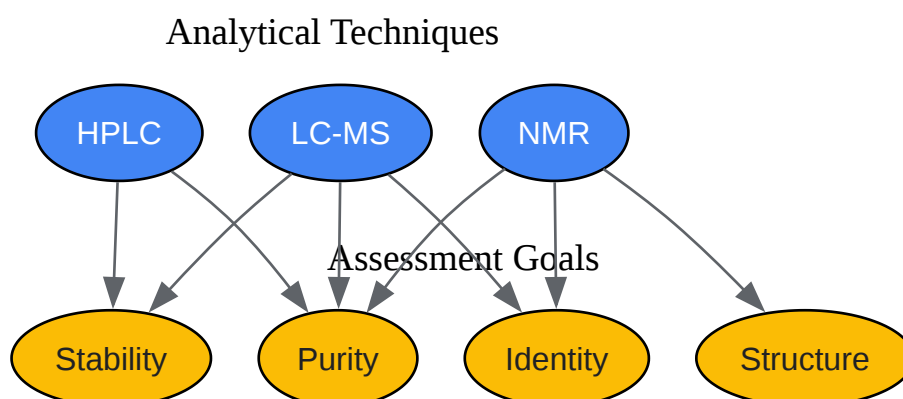 Analytical Techniques
HPLC LC-MS NMR
Assessment Goals
Stability Purity Identity Structure